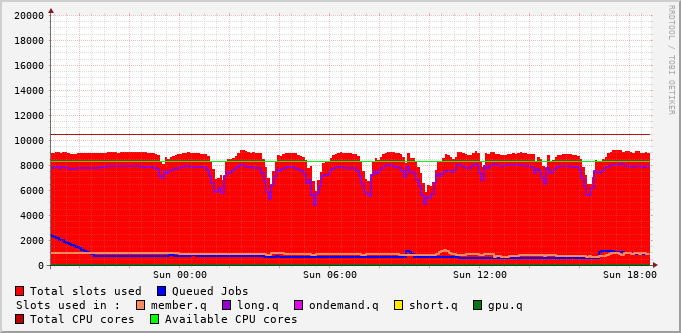 20000
18000
16000
14000
12000
10000
8000
6000
4000
2000
0
Sun 00:00 Sun 06:00 Sun 12:00 Sun 18:00
RRDTOOL / TOBI OETIKER
Total slots used Queued Jobs
Slots used in : member.q long.q ondemand.q short.q gpu.q
Total CPU cores Available CPU cores